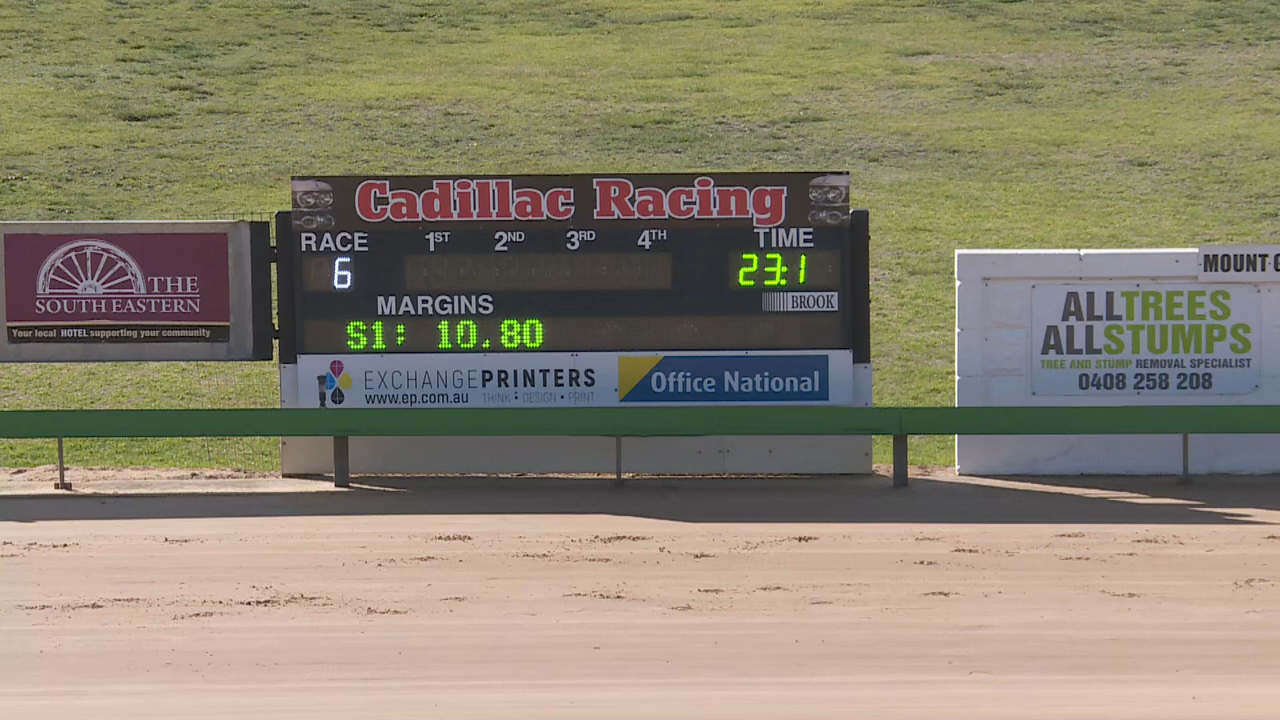 Cadillac Racing
RACE 1ST 2ND 3RD 4TH TIME
6 23:1
MARGINS
BROOK
S1: 10.80
EXCHANGEPRINTERS
www.ep.com.au THINK : DESIGN • PRINT
Office National
THE
SOUTH EASTERN
Your local HOTEL supporting your community
MOUNT
ALLTREES
ALLSTUMPS
TREE AND STUMP REMOVAL SPECIALIST
0408 258 208